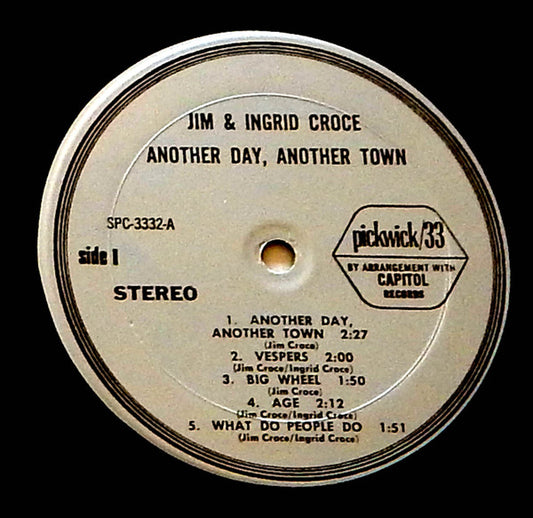 JIM & INGRID CROCE
ANOTHER DAY, ANOTHER TOWN
SPC-3332-A
side 1
STEREO
pickwick/33
BY ARRANGEMENT WITH
CAPITOL
RECORDS
1. ANOTHER DAY,
ANOTHER TOWN 2:27
(Jim Croce)
2. VESPERS 2:00
(Jim Croce/Ingrid Croce)
3. BIG WHEEL 1:50
(Jim Croce)
4. AGE 2:12
(Jim Croce/Ingrid Croce)
5. WHAT DO PEOPLE DO 1:51
(Jim Croce/Ingrid Croce)